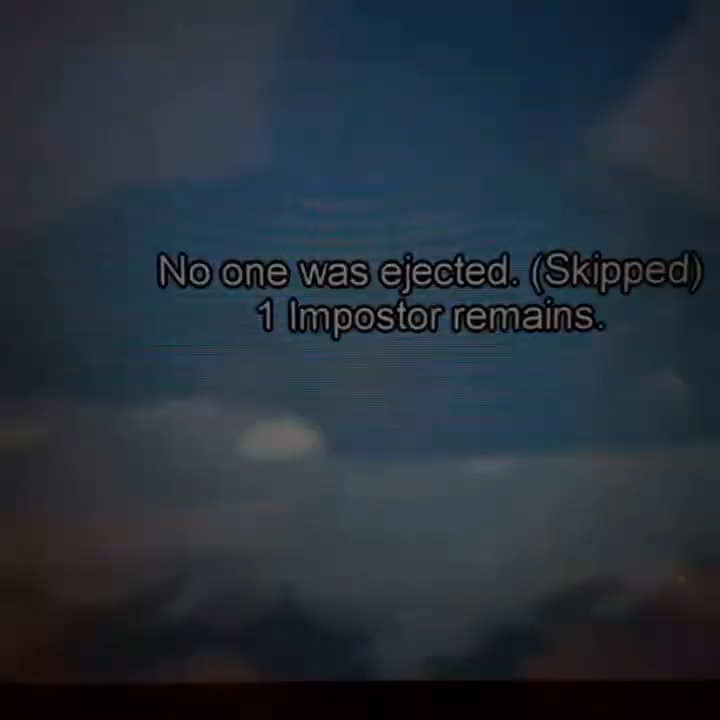 No one was ejected. (Skipped)
1 Impostor remains.